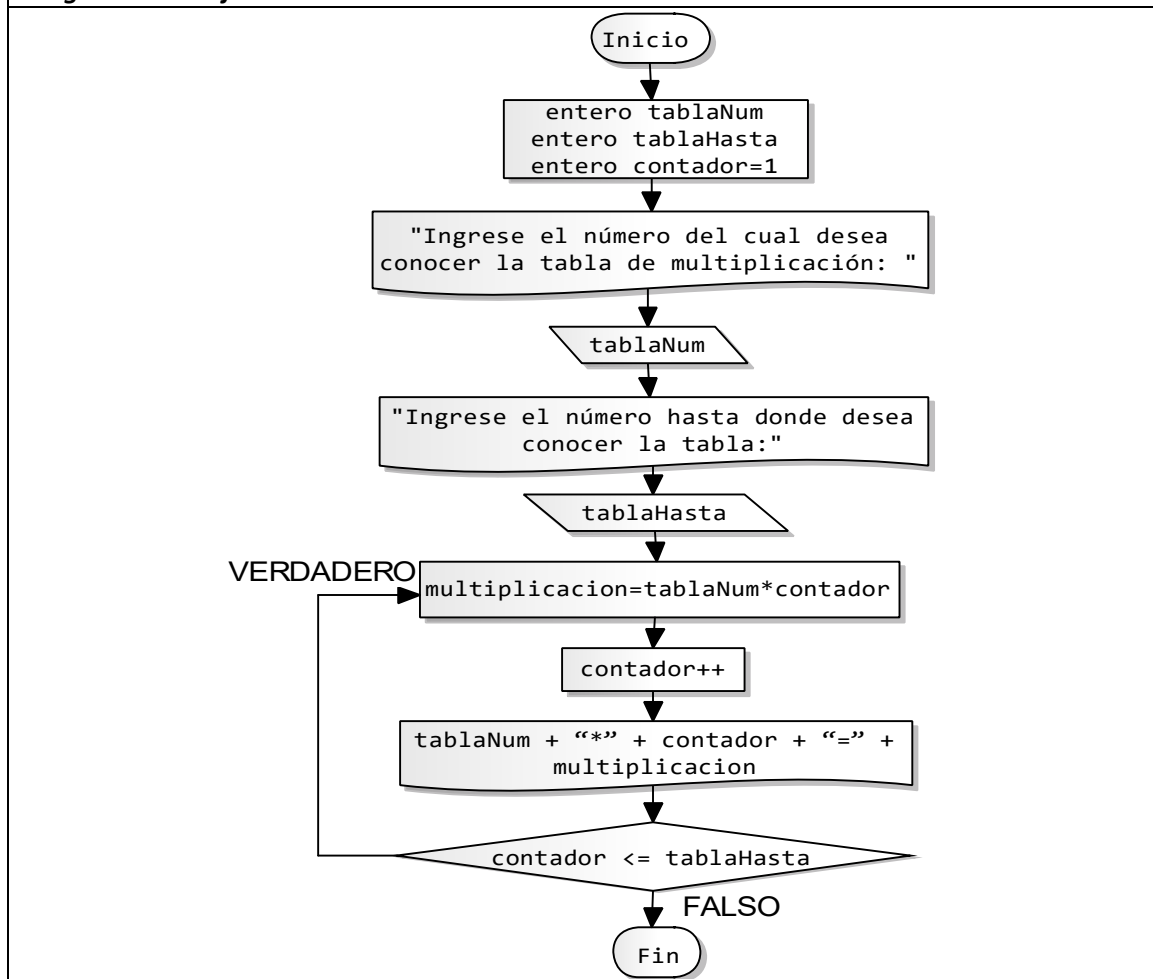 Inicio
entero tablaNum
entero tablaHasta
entero contador=1
"Ingrese el número del cual desea
conocer la tabla de multiplicación: "
tablaNum
"Ingrese el número hasta donde desea
conocer la tabla:"
tablaHasta
VERDADERO
multiplicacion=tablaNum*contador
contador++
tablaNum + “*” + contador + “=” +
multiplicacion
contador <= tablaHasta
FALSO
Fin